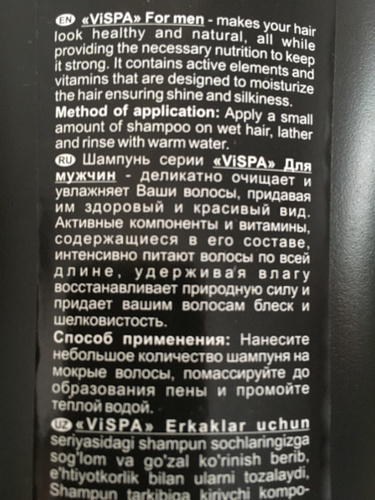 EN «ViSPA» For men - makes your hair
look healthy and natural, all while
providing the necessary nutrition to keep
it strong. It contains active elements and
vitamins that are designed to moisturize
the hair ensuring shine and silkiness.
Method of application: Apply a small
amount of shampoo on wet hair, lather
and rinse with warm water.
RU Шампунь серии «ViSPA» Для
мужчин - деликатно очищает и
увлажняет Ваши волосы, придавая
им здоровый и красивый вид.
Активные компоненты и витамины,
содержащиеся в его составе,
интенсивно питают волосы по всей
длине, удерживая влагу
восстанавливает природную силу и
придает вашим волосам блеск и
шелковистость.
Способ применения: Нанесите
небольшое количество шампуня на
мокрые волосы, помассируйте до
образования пены и промойте
теплой водой.
UZ «ViSPA» Erkaklar uchun
seriyasidagi shampun sochlaringizga
sog'lom va go'zal ko'rinish berib,
e'htiyotkorlik bilan ularni tozalaydi.
Shampun tarkibiga kirivchi kompo-